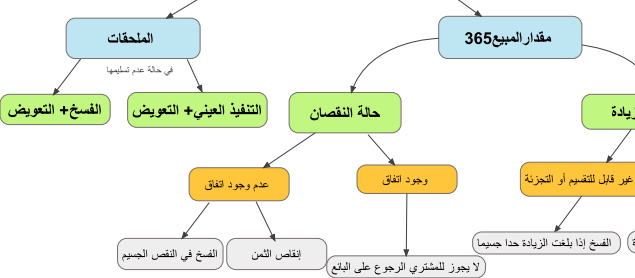 مقدار المبيع365
الملحقات
في حالة عدم تسليمها
حالة النقصان
التنفيذ العيني+ التعويض
الفسخ+ التعويض
وجود اتفاق
عدم وجود اتفاق
غير قابل للتقسيم أو التجزئة
الفسخ إذا بلغت الزيادة حدا جسيما
لا يجوز للمشتري الرجوع على البائع
إنقاص الثمن
الفسخ في النقص الجسيم